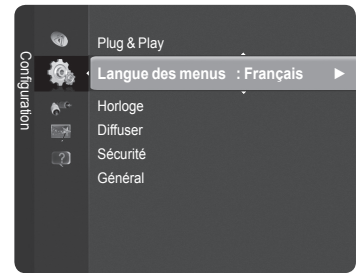 Configuration
Plug & Play
Langue des menus : Français
Horloge
Diffuser
Sécurité
Général